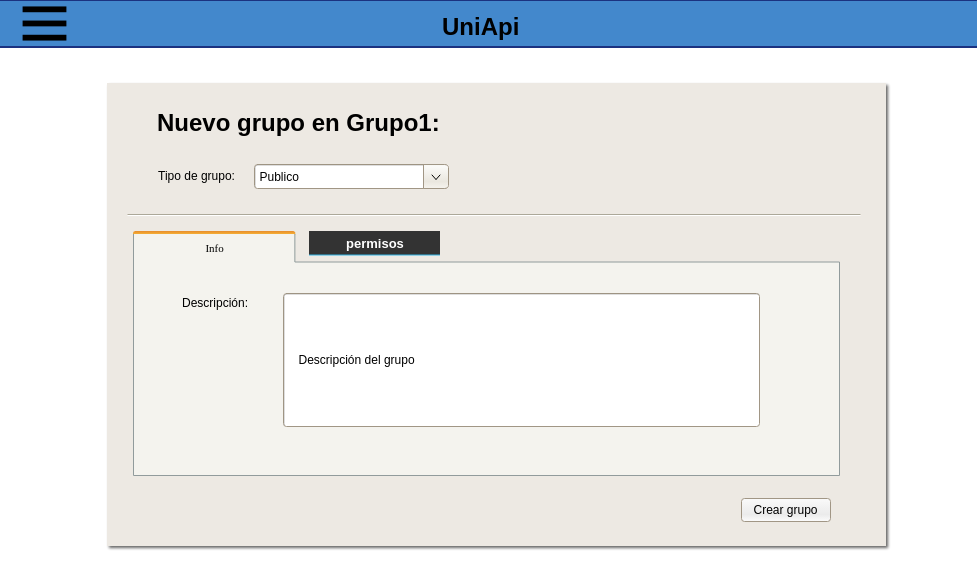 UniApi
Nuevo grupo en Grupo1:
Tipo de grupo: Publico
Info permisos
Descripción:
Descripción del grupo
Crear grupo